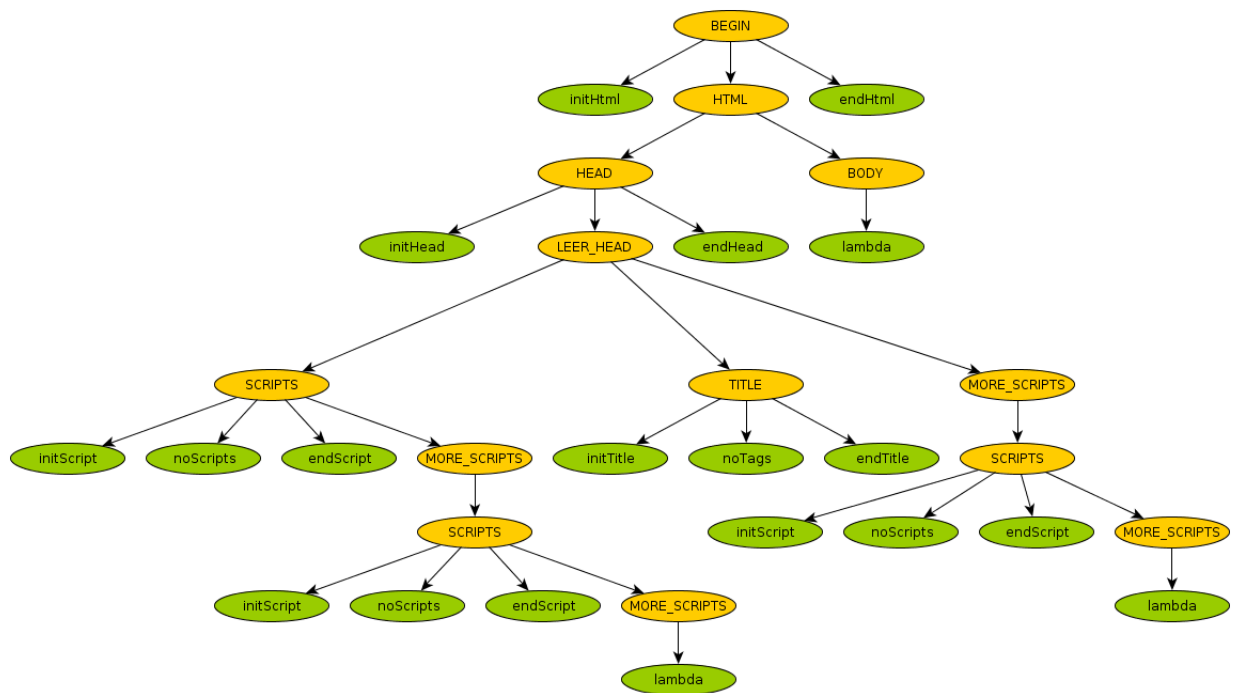 BEGIN
initHtml HTML endHtml
HEAD BODY
initHead LEER_HEAD endHead lambda
SCRIPTS TITLE MORE_SCRIPTS
initScript noScripts endScript MORE_SCRIPTS initTitle noTags endTitle SCRIPTS
SCRIPTS initScript noScripts endScript MORE_SCRIPTS
initScript noScripts endScript MORE_SCRIPTS lambda
lambda